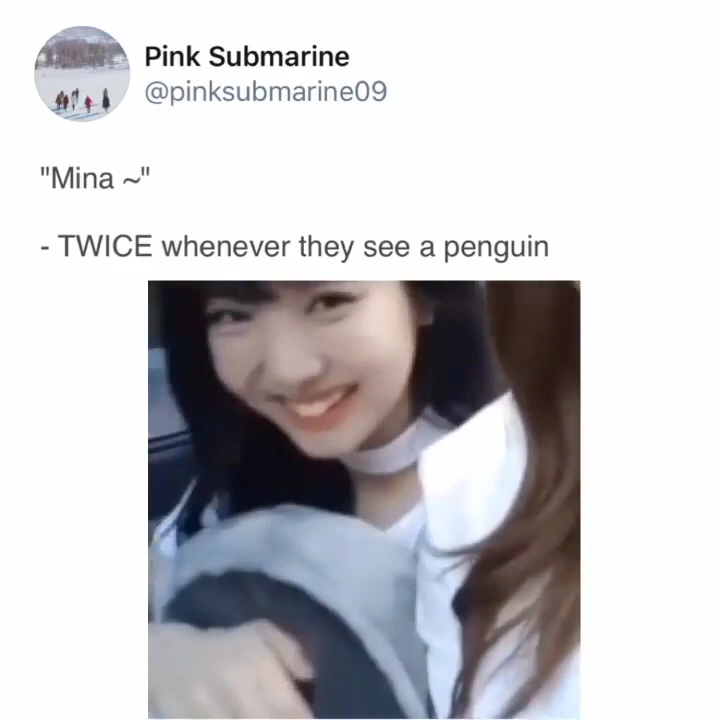 Pink Submarine
@pinksubmarine09
"Mina ~"
- TWICE whenever they see a penguin